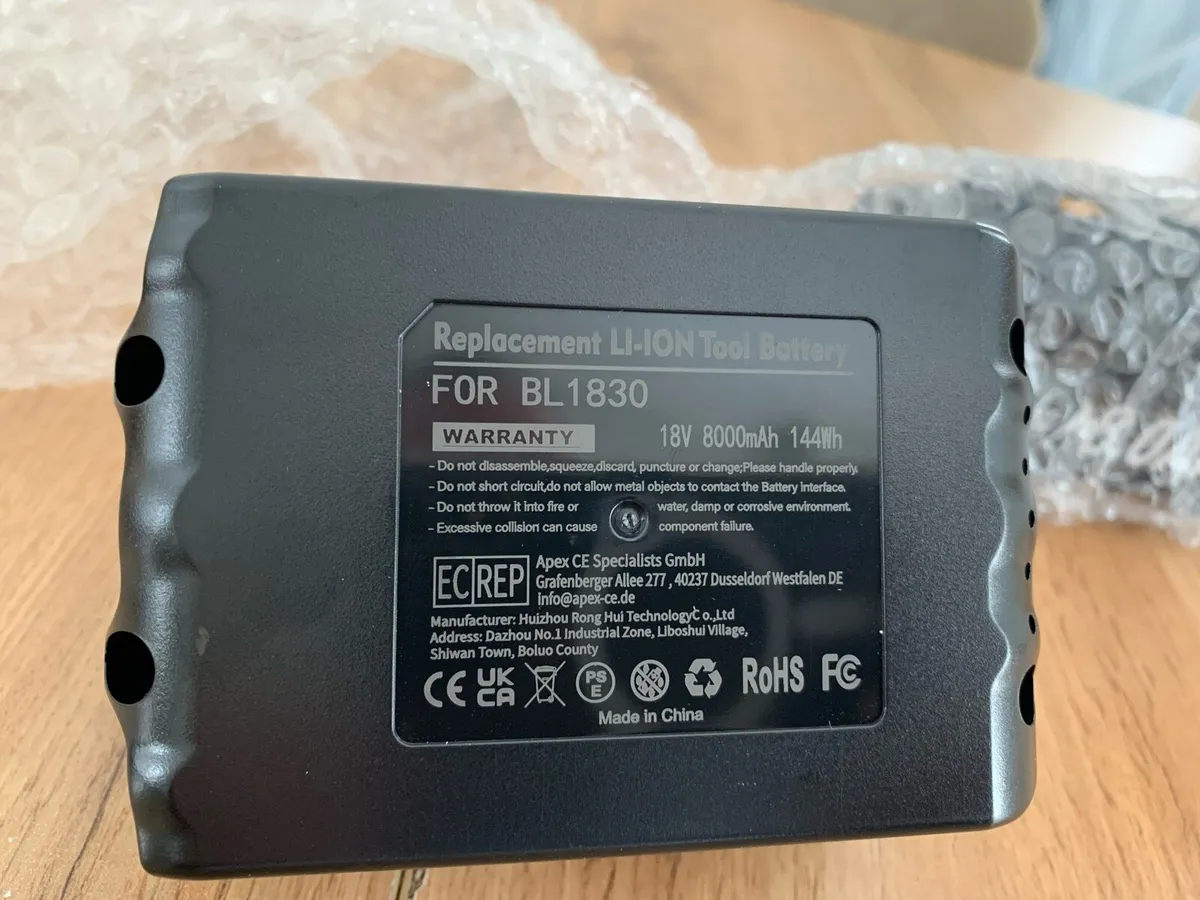 Replacement LI-ION Tool Battery
FOR BL1830
WARRANTY 18V 8000mAh 144Wh
- Do not disassemble,squeeze,discard, puncture or change;Please handle properly.
- Do not short circuit,do not allow metal objects to contact the Battery interface.
- Do not throw it into fire or water, damp or corrosive environment.
- Excessive collision can cause component failure.
EC REP
Apex CE Specialists GmbH
Grafenberger Allee 277 , 40237 Dusseldorf Westfalen DE
Info@apex-ce.de
Manufacturer: Huizhou Rong Hui TechnologyC o.,Ltd
Address: Dazhou No.1 Industrial Zone, Liboshui Village,
Shiwan Town, Boluo County
CE UK CA PS E RoHS FC
Made in China